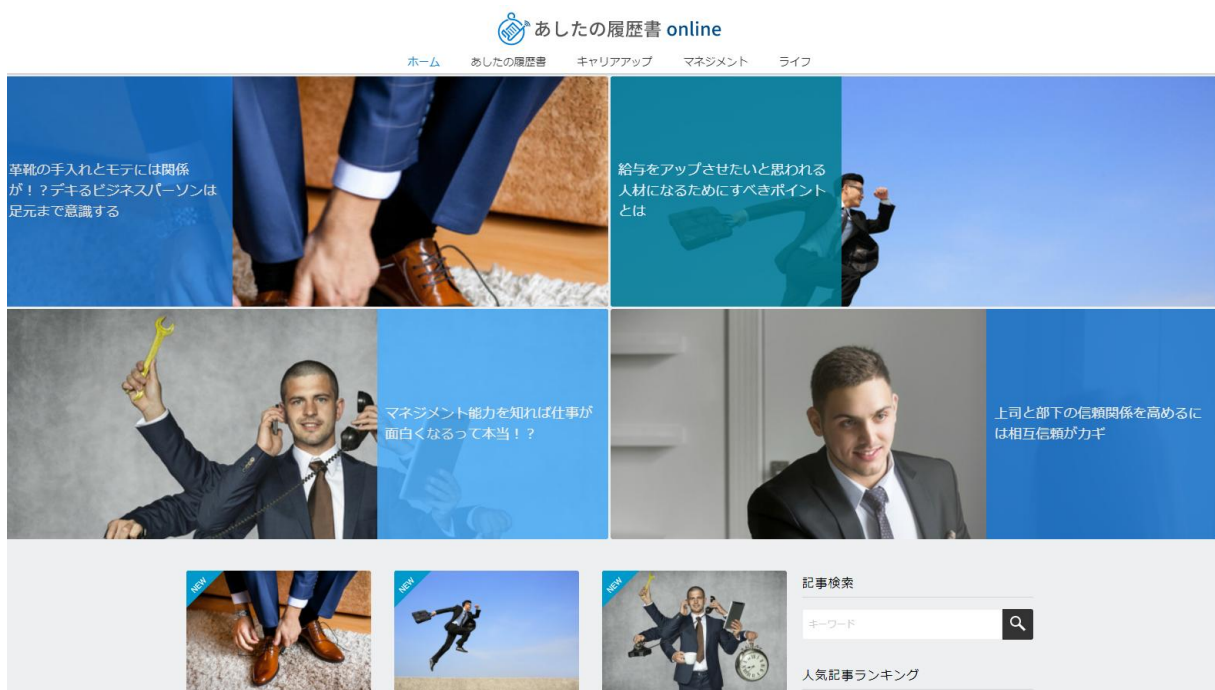 あしたの履歴書 online
ホーム あしたの履歴書 キャリアアップ マネジメント ライフ
革靴の手入れとモテには関係
が！？デキるビジネスパーソンは
足元まで意識する
給与をアップさせたいと思われる
人材になるためにすべきポイント
とは
マネジメント能力を知れば仕事が
面白くなるって本当！？
上司と部下の信頼関係を高めるに
は相互信頼がカギ
NEW
NEW
NEW
記事検索
キーワード
人気記事ランキング